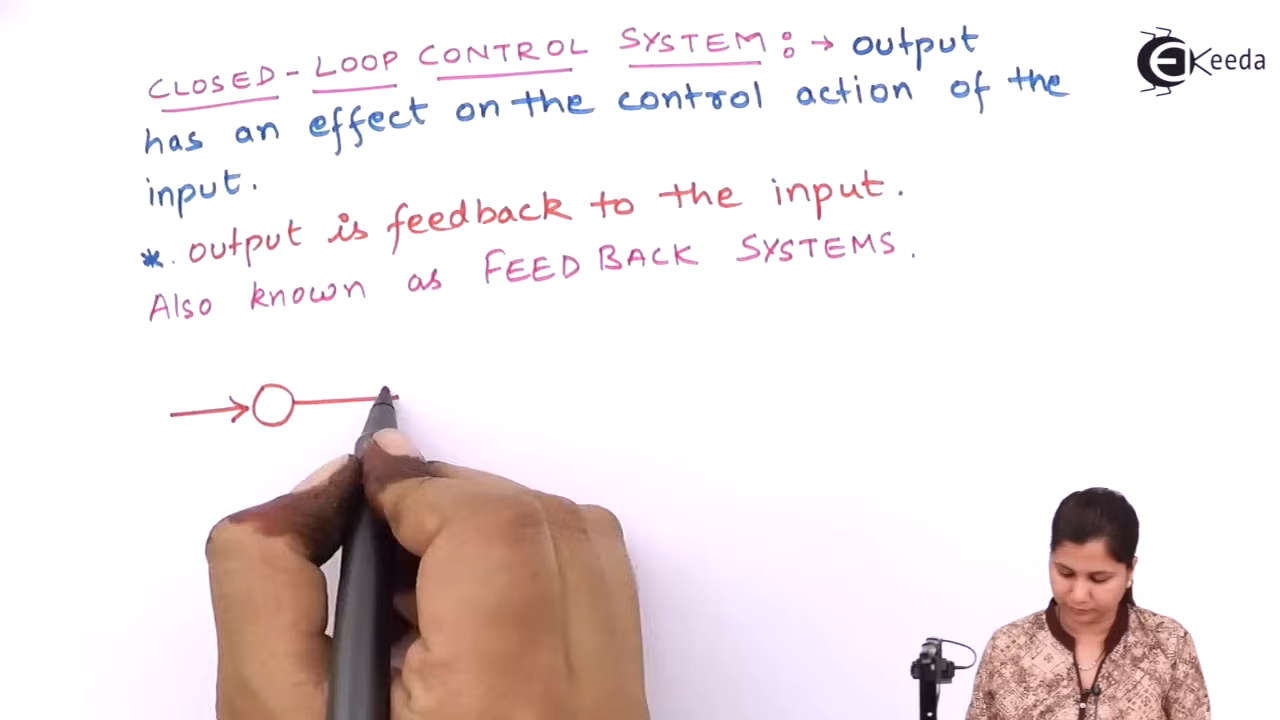 CLOSED-LOOP CONTROL SYSTEM: → output
has an effect on the control action of the
input.
*. output is feedback to the input.
Also known as FEEDBACK SYSTEMS.
EKeeda